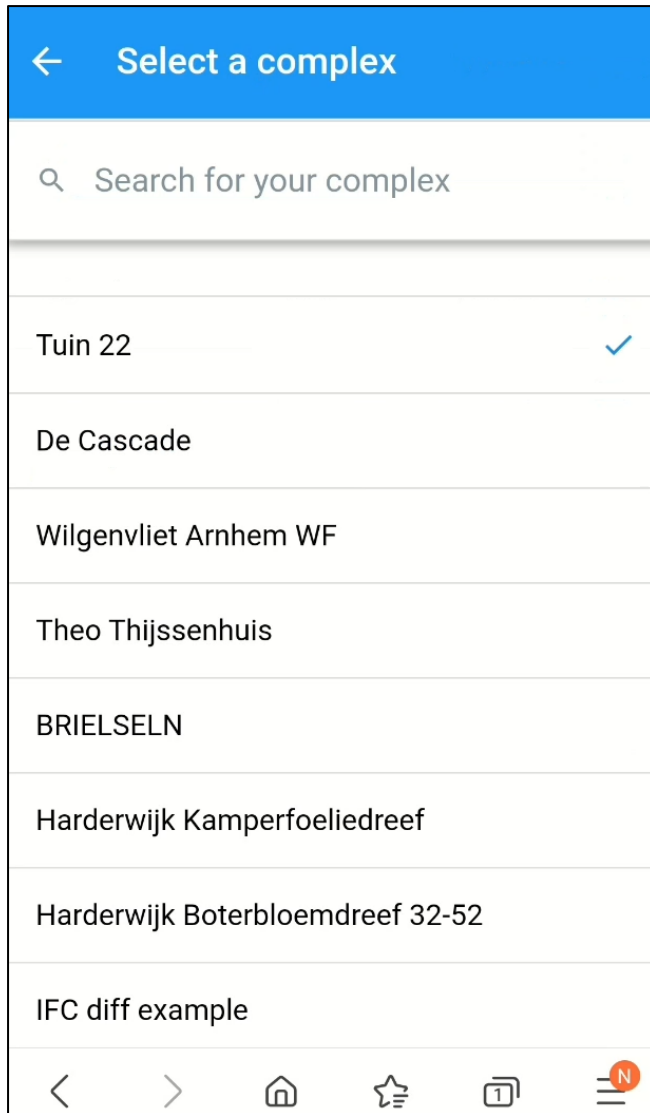 Select a complex
Search for your complex
Tuin 22
De Cascade
Wilgenvliet Arnhem WF
Theo Thijssenhuis
BRIELSELN
Harderwijk Kamperfoeliedreef
Harderwijk Boterbloemdreef 32-52
IFC diff example
1
N